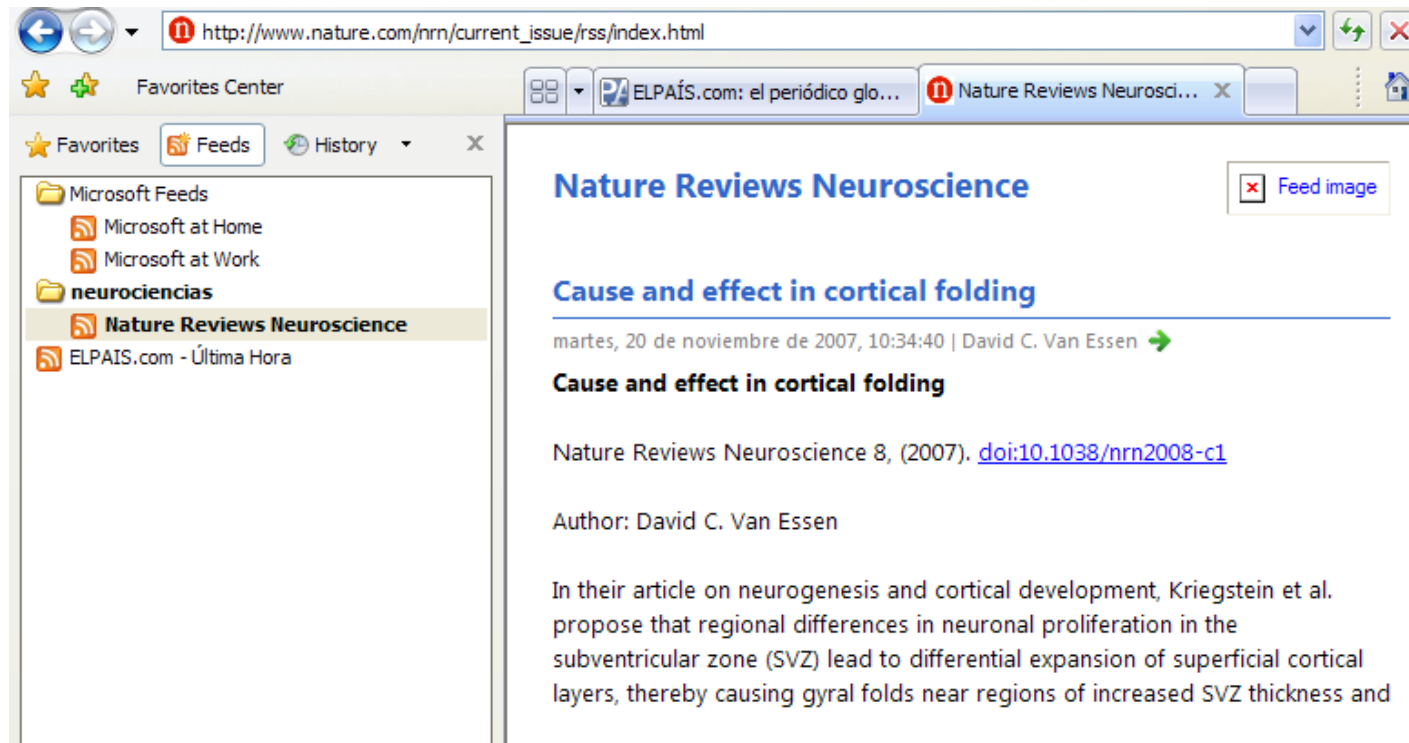 http://www.nature.com/nrn/current_issue/rss/index.html
Favorites Center
ELPAÍS.com: el periódico glo...
Nature Reviews Neurosci...
Favorites
Feeds
History
Microsoft Feeds
Microsoft at Home
Microsoft at Work
neurociencias
Nature Reviews Neuroscience
ELPAIS.com - Última Hora
Nature Reviews Neuroscience
Feed image
Cause and effect in cortical folding
martes, 20 de noviembre de 2007, 10:34:40 | David C. Van Essen
Cause and effect in cortical folding
Nature Reviews Neuroscience 8, (2007). doi:10.1038/nrn2008-c1
Author: David C. Van Essen
In their article on neurogenesis and cortical development, Kriegstein et al.
propose that regional differences in neuronal proliferation in the
subventricular zone (SVZ) lead to differential expansion of superficial cortical
layers, thereby causing gyral folds near regions of increased SVZ thickness and